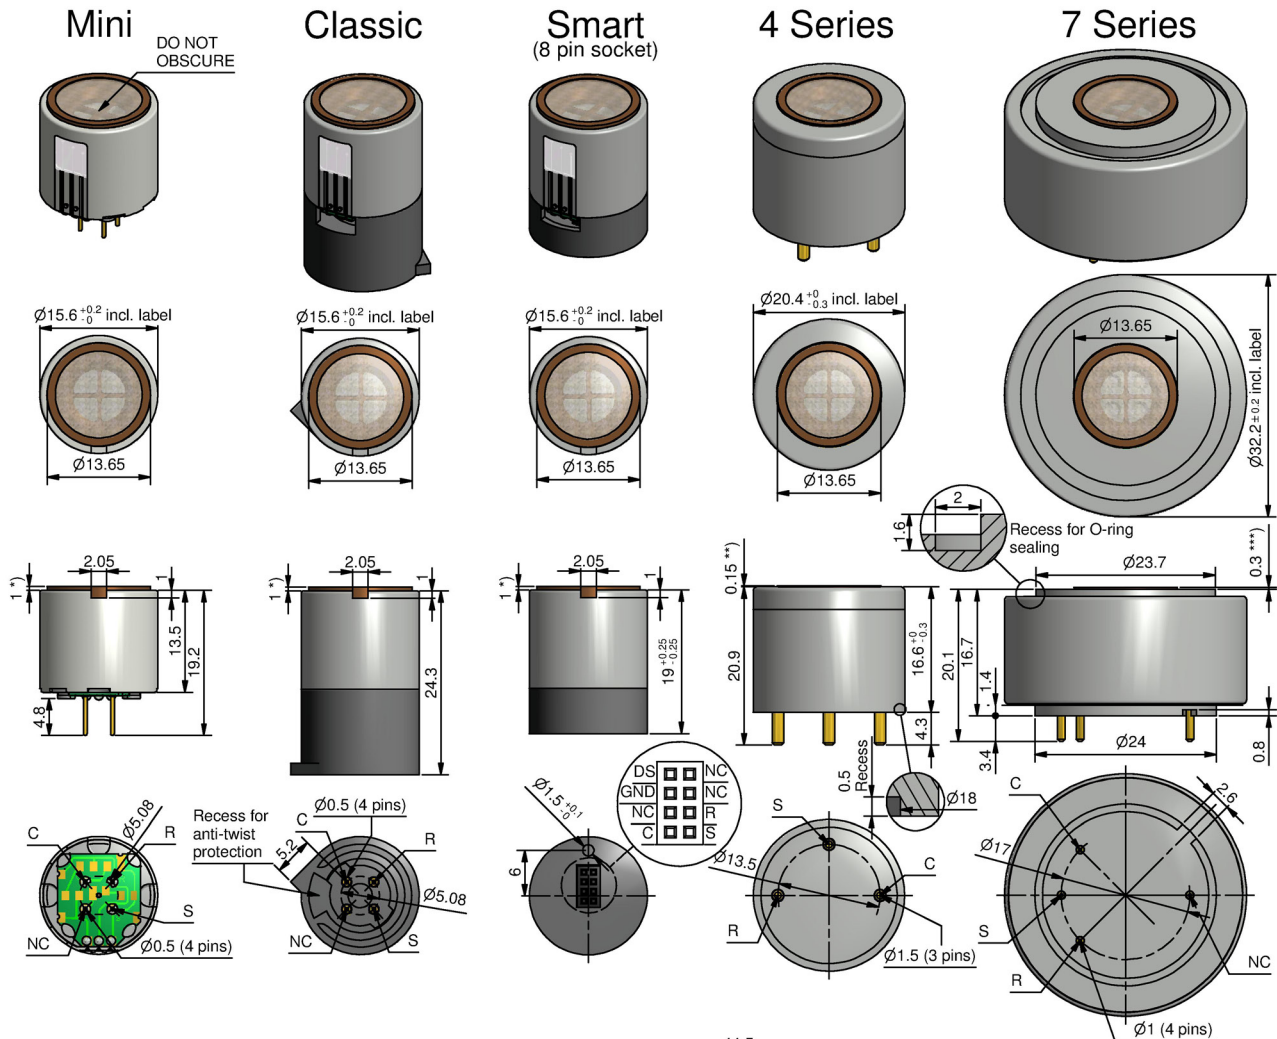 Mini
Classic
Smart
(8 pin socket)
4 Series
7 Series
DO NOT
OBSCURE
Ø15.6 +0.2 -0 incl. label
Ø15.6 +0.2 -0 incl. label
Ø15.6 +0.2 -0 incl. label
Ø20.4 +0 -0.3 incl. label
Ø13.65
Ø32.2 ± 0.2 incl. label
Ø13.65
Ø13.65
Ø13.65
Ø13.65
2
1.6
Recess for O-ring
sealing
1 *)
2.05
1
13.5
19.2
4.8
1 *)
2.05
1
24.3
1 *)
2.05
1
19 +0.25 -0.25
0.15 **)
20.9
16.6 +0 -0.3
4.3
0.5
Recess
Ø18
Ø23.7
0.3 ***)
20.1
16.7
1.4
3.4
Ø24
0.8
C
Ø5.08
R
S
NC
Ø0.5 (4 pins)
Recess for
anti-twist
protection
5.2
Ø0.5 (4 pins)
C
R
Ø5.08
NC
S
Ø1.5 +0.1 -0
6
DS NC
GND NC
NC R
C S
S
Ø13.5
C
R
Ø1.5 (3 pins)
C
2.6
Ø17
S
R
NC
Ø1 (4 pins)